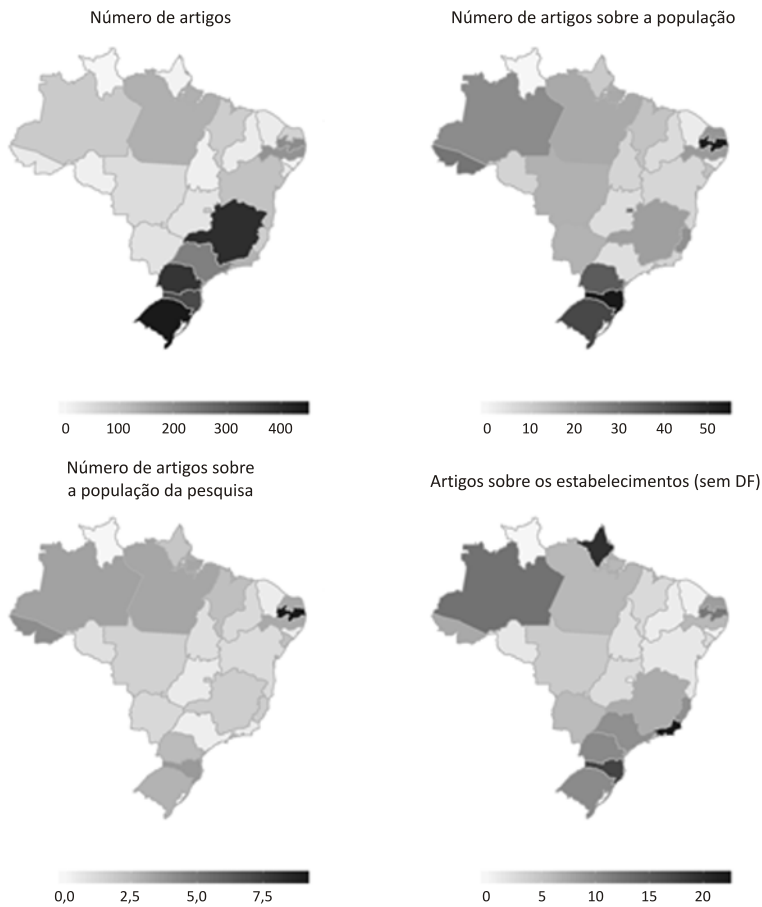 Número de artigos
Número de artigos sobre a população
0 100 200 300 400
0 10 20 30 40 50
Número de artigos sobre
a população da pesquisa
Artigos sobre os estabelecimentos (sem DF)
0,0 2,5 5,0 7,5
0 5 10 15 20